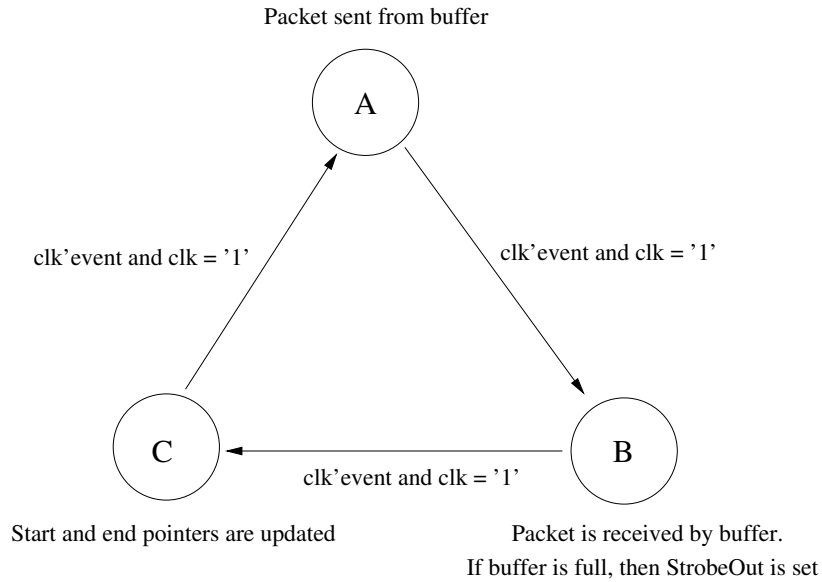 Packet sent from buffer
A
clk’event and clk = ’1’
clk’event and clk = ’1’
C
B
clk’event and clk = ’1’
Start and end pointers are updated
Packet is received by buffer.
If buffer is full, then StrobeOut is set